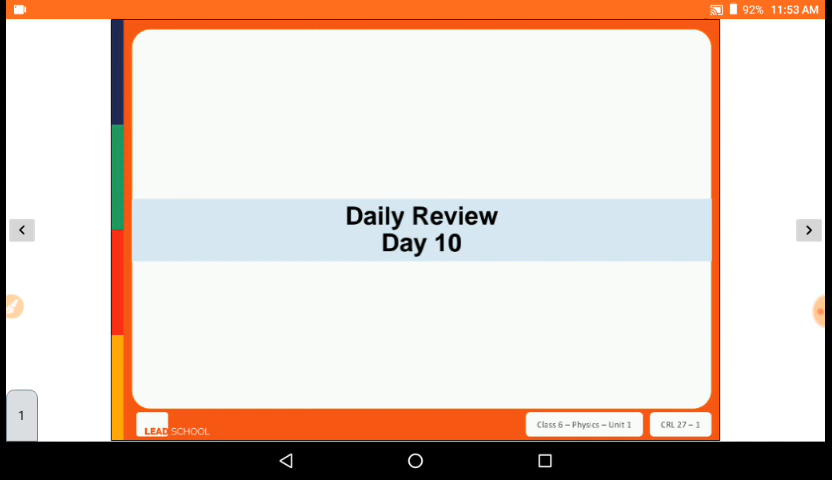 92% 11:53 AM
Daily Review
Day 10
1
LEAD SCHOOL
Class 6 – Physics – Unit 1
CRL 27 – 1